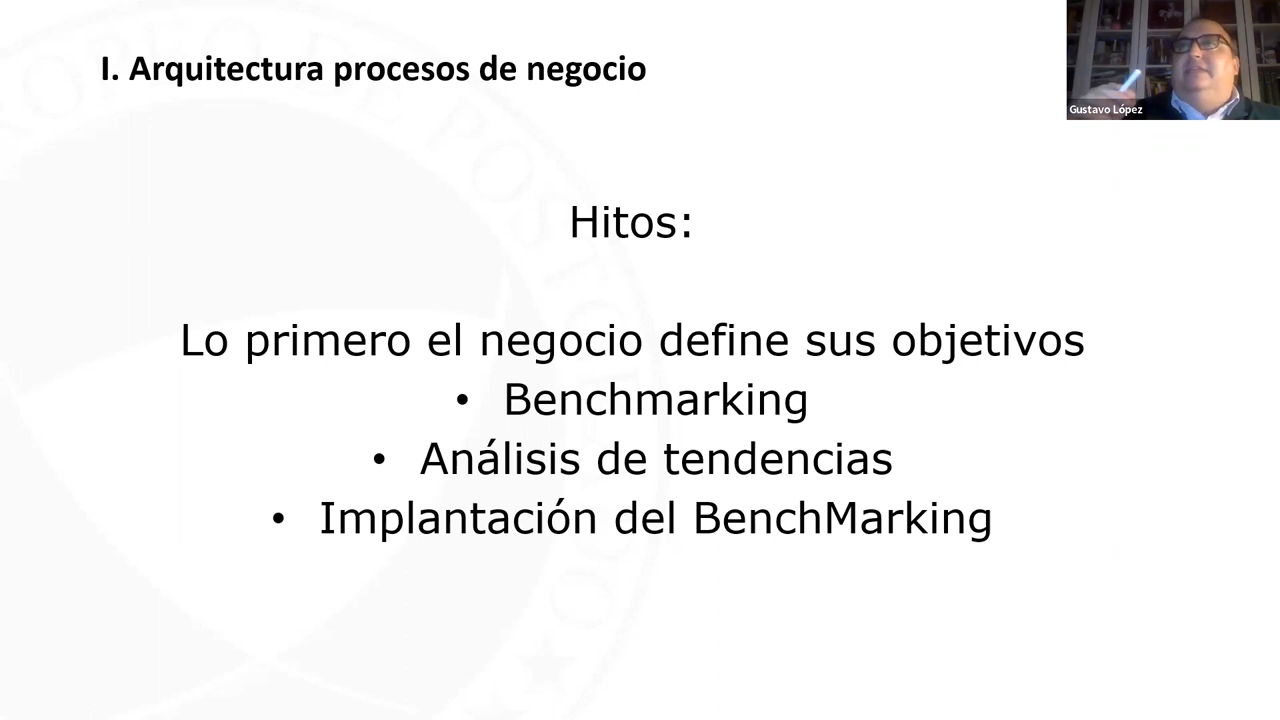 I. Arquitectura procesos de negocio
Gustavo López
Hitos:
Lo primero el negocio define sus objetivos
• Benchmarking
• Análisis de tendencias
• Implantación del BenchMarking